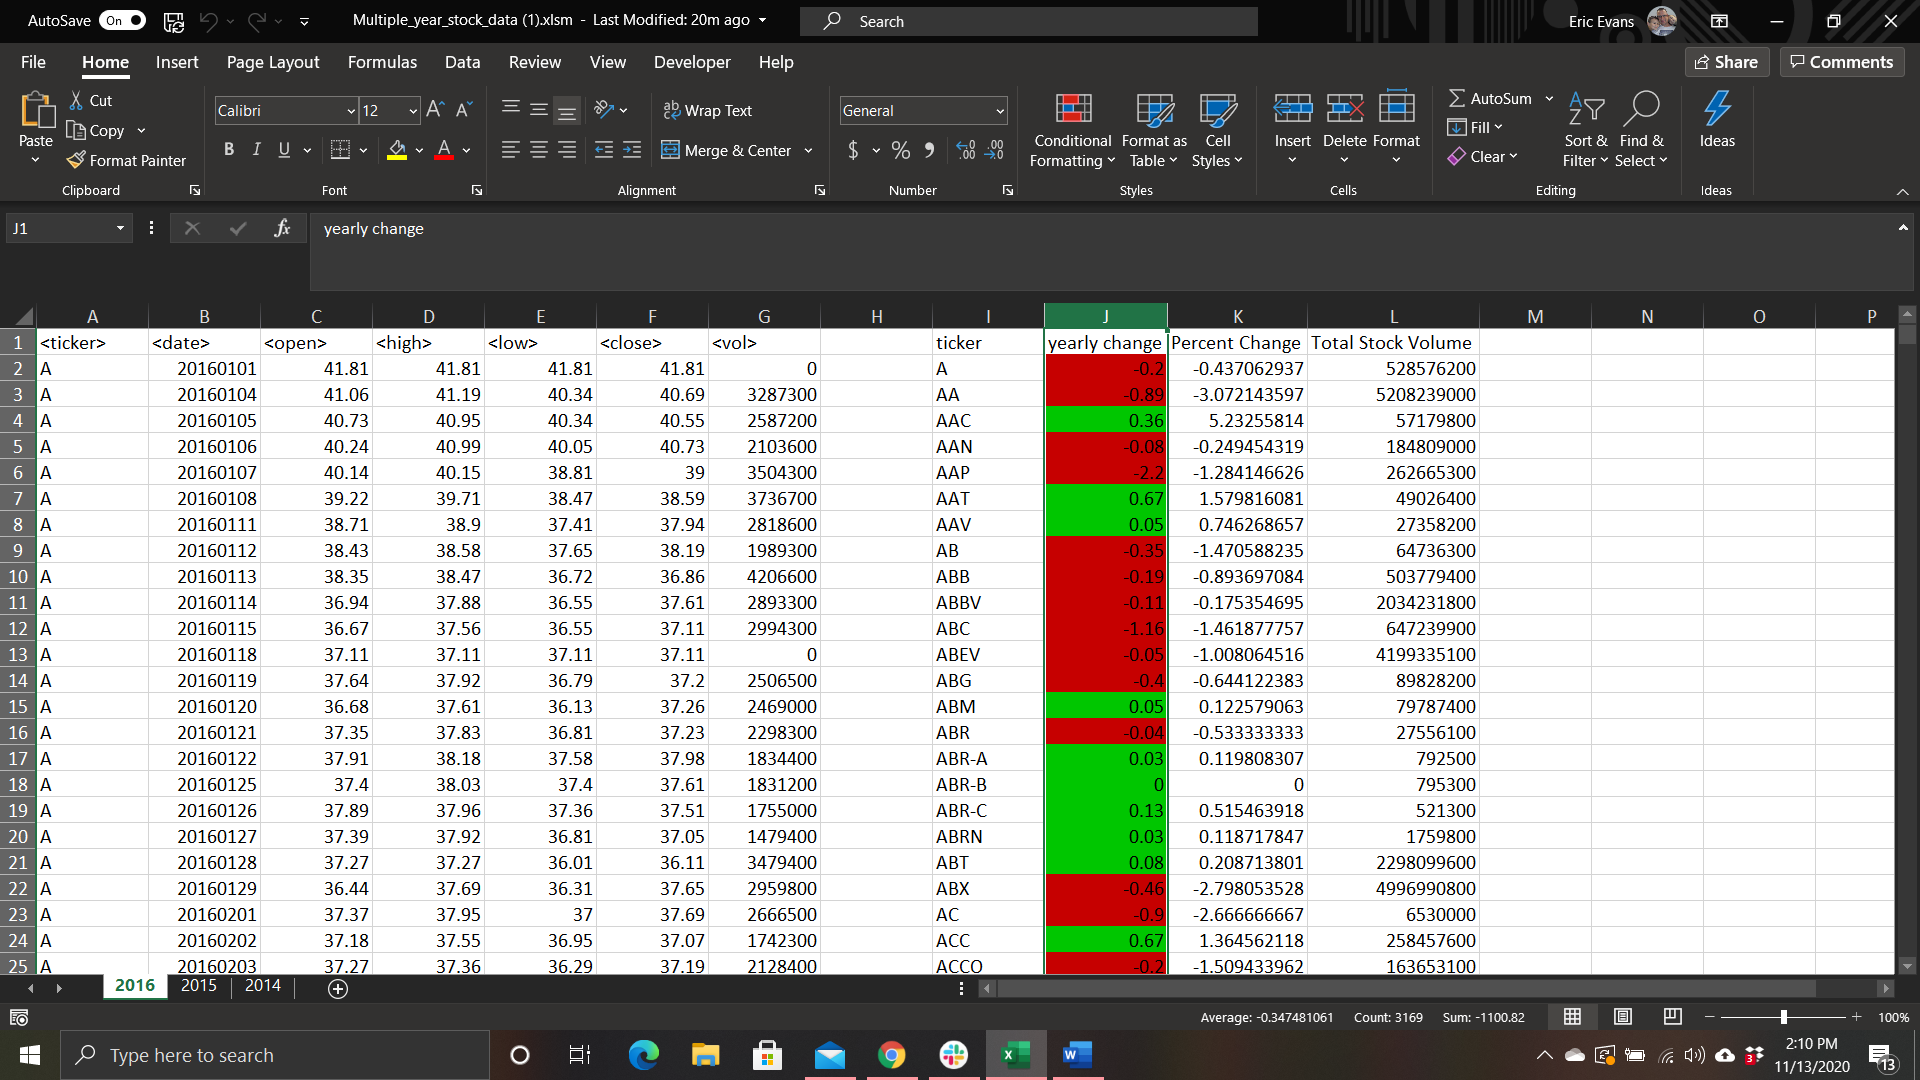 AutoSave On Multiple_year_stock_data (1).xlsm - Last Modified: 20m ago Search Eric Evans
File Home Insert Page Layout Formulas Data Review View Developer Help Share Comments
Paste Cut Copy Format Painter Clipboard
Calibri 12 B I U A Font
Wrap Text Merge & Center Alignment
General $ % 9 Number
Conditional Formatting Format as Table Cell Styles Styles
Insert Delete Format Cells
AutoSum Fill Clear Sort & Filter Find & Select Editing
Ideas Ideas
J1 fx yearly change
A B C D E F G H I J K L M N O P
1 <ticker> <date> <open> <high> <low> <close> <vol> ticker yearly change Percent Change Total Stock Volume
2 A 20160101 41.81 41.81 41.81 41.81 0 A -0.2 -0.437062937 528576200
3 A 20160104 41.06 41.19 40.34 40.69 3287300 AA -0.89 -3.072143597 5208239000
4 A 20160105 40.73 40.95 40.34 40.55 2587200 AAC 0.36 5.23255814 57179800
5 A 20160106 40.24 40.99 40.05 40.73 2103600 AAN -0.08 -0.249454319 184809000
6 A 20160107 40.14 40.15 38.81 39 3504300 AAP -2.2 -1.284146626 262665300
7 A 20160108 39.22 39.71 38.47 38.59 3736700 AAT 0.67 1.579816081 49026400
8 A 20160111 38.71 38.9 37.41 37.94 2818600 AAV 0.05 0.746268657 27358200
9 A 20160112 38.43 38.58 37.65 38.19 1989300 AB -0.35 -1.470588235 64736300
10 A 20160113 38.35 38.47 36.72 36.86 4206600 ABB -0.19 -0.893697084 503779400
11 A 20160114 36.94 37.88 36.55 37.61 2893300 ABBV -0.11 -0.175354695 2034231800
12 A 20160115 36.67 37.56 36.55 37.11 2994300 ABC -1.16 -1.461877757 647239900
13 A 20160118 37.11 37.11 37.11 37.11 0 ABEV -0.05 -1.008064516 4199335100
14 A 20160119 37.64 37.92 36.79 37.2 2506500 ABG -0.4 -0.644122383 89828200
15 A 20160120 36.68 37.61 36.13 37.26 2469000 ABM 0.05 0.122579063 79787400
16 A 20160121 37.35 37.83 36.81 37.23 2298300 ABR -0.04 -0.533333333 27556100
17 A 20160122 37.91 38.18 37.58 37.98 1834400 ABR-A 0.03 0.119808307 792500
18 A 20160125 37.4 38.03 37.4 37.61 1831200 ABR-B 0 0 795300
19 A 20160126 37.89 37.96 37.36 37.51 1755000 ABR-C 0.13 0.515463918 521300
20 A 20160127 37.39 37.92 36.81 37.05 1479400 ABRN 0.03 0.118717847 1759800
21 A 20160128 37.27 37.27 36.01 36.11 3479400 ABT 0.08 0.208713801 2298099600
22 A 20160129 36.44 37.69 36.31 37.65 2959800 ABX -0.46 -2.798053528 4996990800
23 A 20160201 37.37 37.95 37 37.69 2666500 AC -0.9 -2.666666667 6530000
24 A 20160202 37.18 37.55 36.95 37.07 1742300 ACC 0.67 1.364562118 258457600
25 A 20160203 37.27 37.36 36.29 37.19 2128400 ACCO -0.2 -1.509433962 163653100
2016 2015 2014
Average: -0.347481061 Count: 3169 Sum: -1100.82 100%
Type here to search 2:10 PM
11/13/2020 13